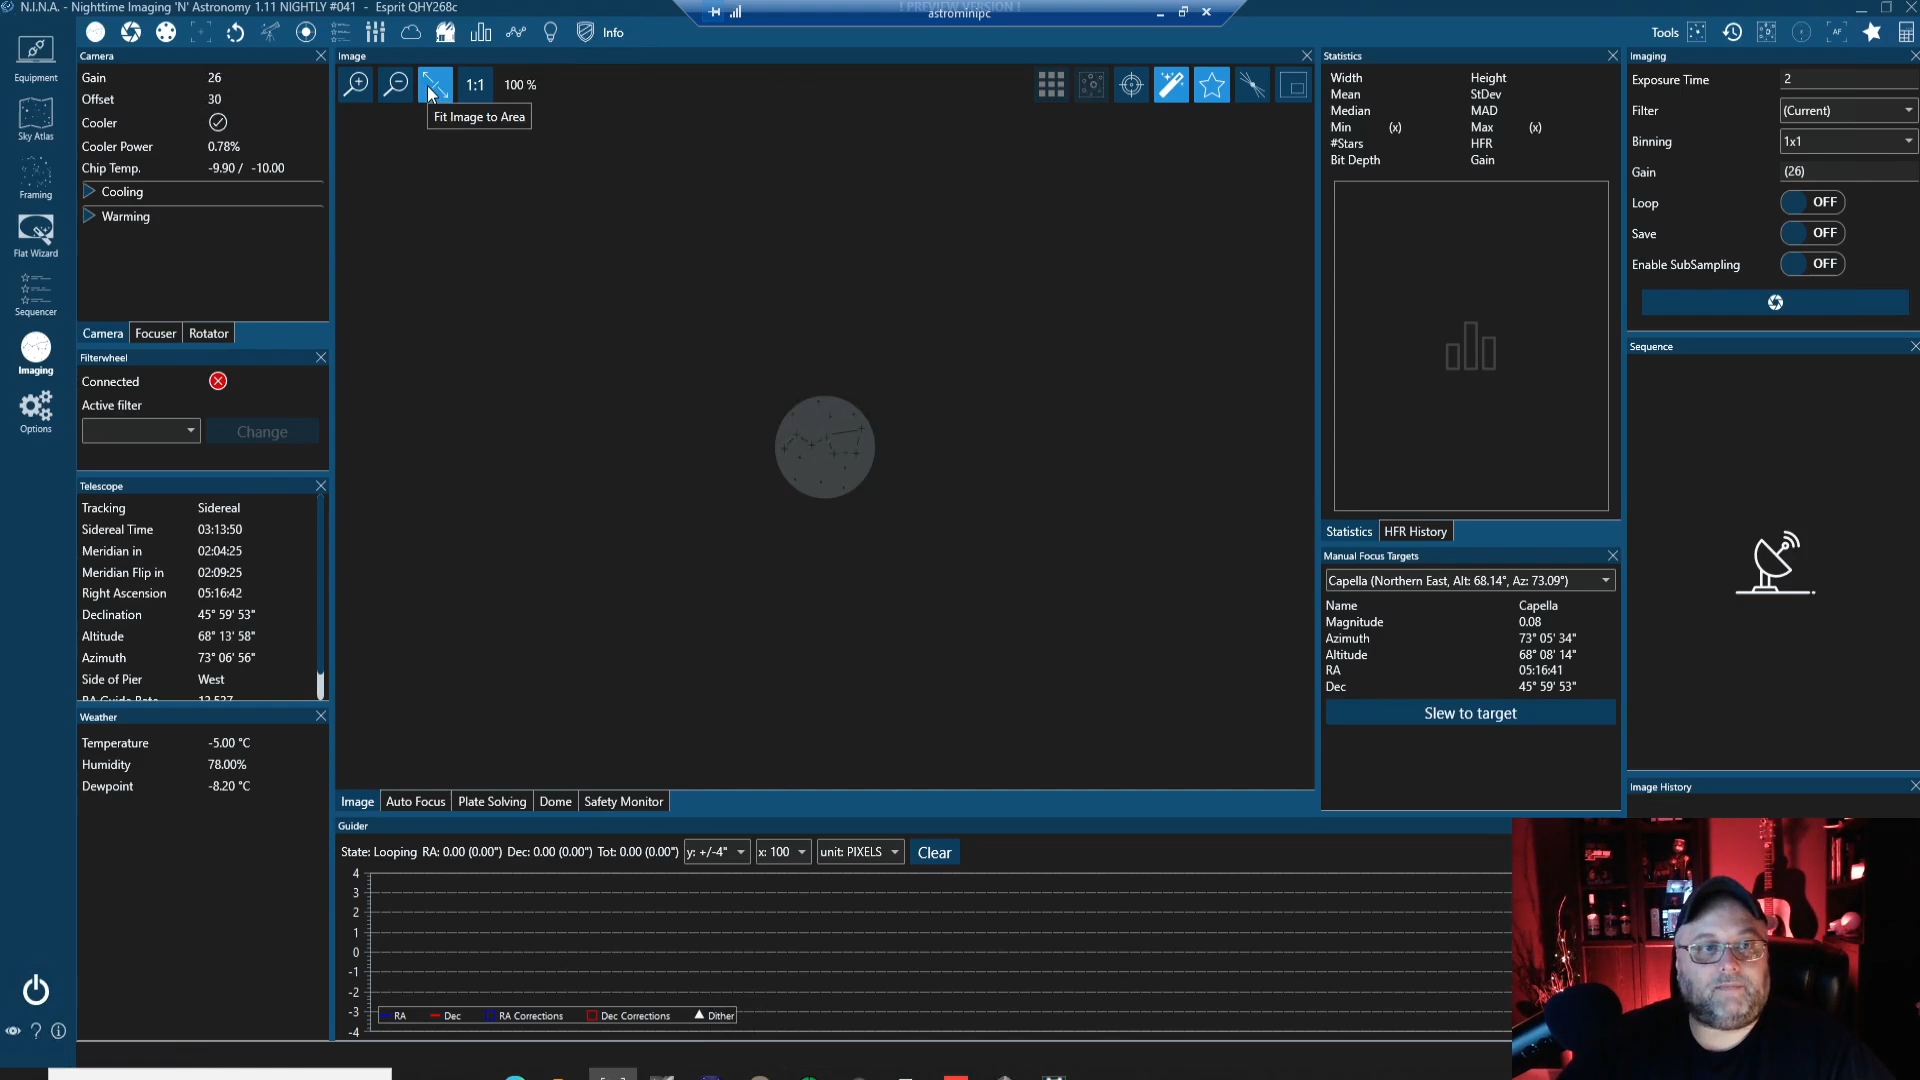 N.I.N.A. - Nighttime Imaging 'N' Astronomy 1.11 NIGHTLY #041 - Esprit QHY268c
! PREVIEW VERSION !
astrominipc
Info
Tools
Equipment
Sky Atlas
Framing
Flat Wizard
Sequencer
Imaging
Options
Camera
Gain 26
Offset 30
Cooler
Cooler Power 0.78%
Chip Temp. -9.90 / -10.00
Cooling
Warming
Camera Focuser Rotator
Filterwheel
Connected
Active filter
Change
Telescope
Tracking Sidereal
Sidereal Time 03:13:50
Meridian in 02:04:25
Meridian Flip in 02:09:25
Right Ascension 05:16:42
Declination 45° 59' 53"
Altitude 68° 13' 58"
Azimuth 73° 06' 56"
Side of Pier West
RA Guide Rate 13.537
Weather
Temperature -5.00 °C
Humidity 78.00%
Dewpoint -8.20 °C
Image
1:1 100 %
Fit Image to Area
Image Auto Focus Plate Solving Dome Safety Monitor
Guider
State: Looping RA: 0.00 (0.00") Dec: 0.00 (0.00") Tot: 0.00 (0.00") y: +/-4" x: 100 unit: PIXELS Clear
4
3
2
1
0
-1
-2
-3
-4
RA Dec RA Corrections Dec Corrections Dither
Statistics
Width Height
Mean StDev
Median MAD
Min (x) Max (x)
#Stars HFR
Bit Depth Gain
Statistics HFR History
Manual Focus Targets
Capella (Northern East, Alt: 68.14°, Az: 73.09°)
Name Capella
Magnitude 0.08
Azimuth 73° 05' 34"
Altitude 68° 08' 14"
RA 05:16:41
Dec 45° 59' 53"
Slew to target
Imaging
Exposure Time 2
Filter (Current)
Binning 1x1
Gain (26)
Loop OFF
Save OFF
Enable SubSampling OFF
Sequence
Image History